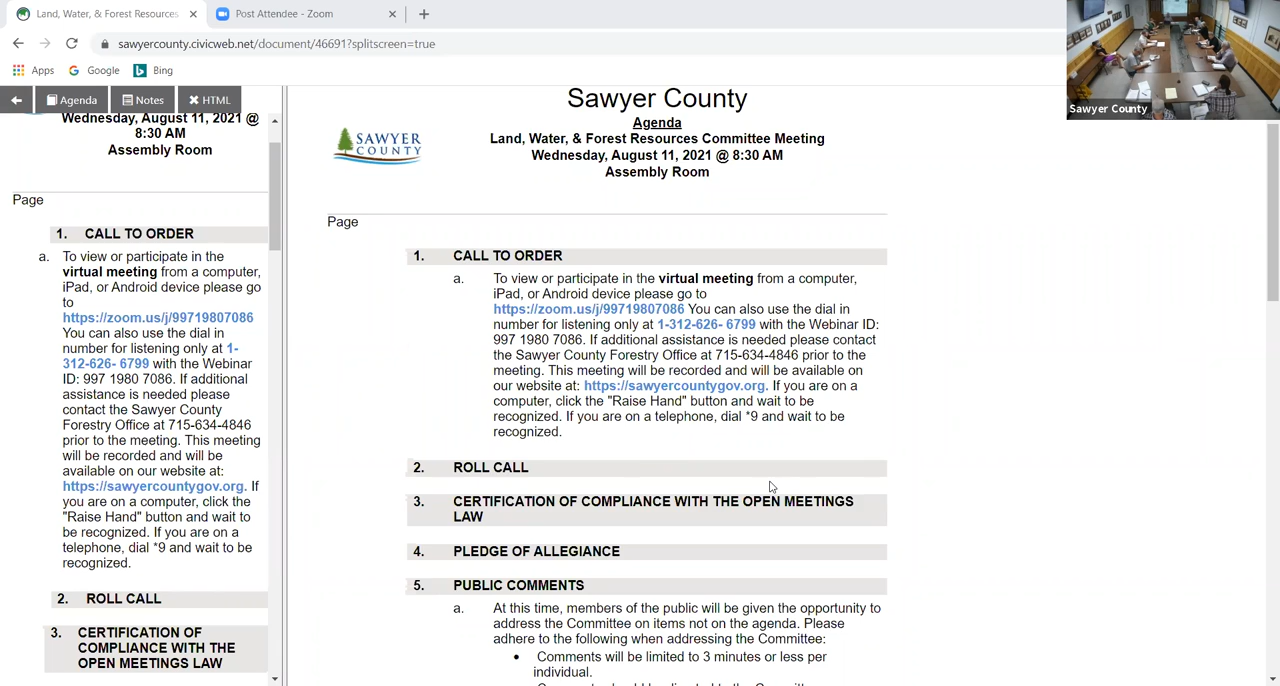 Land, Water, & Forest Resources
Post Attendee - Zoom
sawyercounty.civicweb.net/document/46691?splitscreen=true
Apps
Google
Bing
Sawyer County
Agenda
Notes
HTML
Wednesday, August 11, 2021 @
8:30 AM
Assembly Room
Page
1. CALL TO ORDER
a. To view or participate in the
virtual meeting from a computer,
iPad, or Android device please go
to
https://zoom.us/j/99719807086
You can also use the dial in
number for listening only at 1-
312-626- 6799 with the Webinar
ID: 997 1980 7086. If additional
assistance is needed please
contact the Sawyer County
Forestry Office at 715-634-4846
prior to the meeting. This meeting
will be recorded and will be
available on our website at:
https://sawyercountygov.org. If
you are on a computer, click the
"Raise Hand" button and wait to
be recognized. If you are on a
telephone, dial *9 and wait to be
recognized.
2. ROLL CALL
3. CERTIFICATION OF
COMPLIANCE WITH THE
OPEN MEETINGS LAW
Sawyer County
SAWYER
COUNTY
Agenda
Land, Water, & Forest Resources Committee Meeting
Wednesday, August 11, 2021 @ 8:30 AM
Assembly Room
Page
1. CALL TO ORDER
a. To view or participate in the virtual meeting from a computer,
iPad, or Android device please go to
https://zoom.us/j/99719807086 You can also use the dial in
number for listening only at 1-312-626- 6799 with the Webinar ID:
997 1980 7086. If additional assistance is needed please contact
the Sawyer County Forestry Office at 715-634-4846 prior to the
meeting. This meeting will be recorded and will be available on
our website at: https://sawyercountygov.org. If you are on a
computer, click the "Raise Hand" button and wait to be
recognized. If you are on a telephone, dial *9 and wait to be
recognized.
2. ROLL CALL
3. CERTIFICATION OF COMPLIANCE WITH THE OPEN MEETINGS
LAW
4. PLEDGE OF ALLEGIANCE
5. PUBLIC COMMENTS
a. At this time, members of the public will be given the opportunity to
address the Committee on items not on the agenda. Please
adhere to the following when addressing the Committee:
• Comments will be limited to 3 minutes or less per
individual.